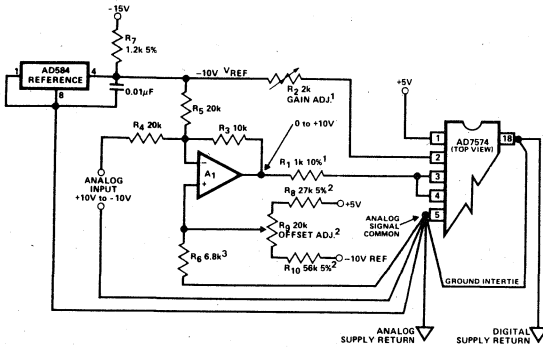 -15V
R7
1.2k 5%
1
AD584
REFERENCE
4
8
0.01µF
-10V VREF
R2 2k
GAIN ADJ.1
+5V
R5 20k
R4 20k
R3 10k
0 to +10V
A1
R1 1k 10%1
1
AD7574
(TOP VIEW)
18
2
3
4
5
ANALOG
INPUT
+10V to -10V
R8 27k 5%2
+5V
R9 20k
OFFSET ADJ.2
ANALOG
SIGNAL
COMMON
R6 6.8k3
R10 56k 5%2
-10V REF
GROUND INTERTIE
ANALOG
SUPPLY RETURN
DIGITAL
SUPPLY RETURN